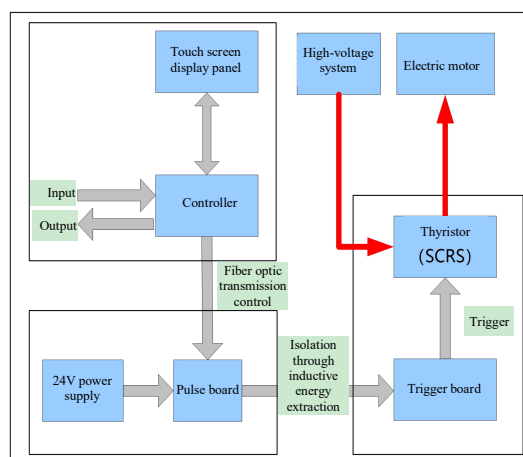 Touch screen
display panel
High-voltage
system
Electric motor
Input
Output
Controller
Thyristor
(SCRS)
Fiber optic
transmission
control
Trigger
24V power
supply
Pulse board
Isolation
through
inductive
energy
extraction
Trigger board